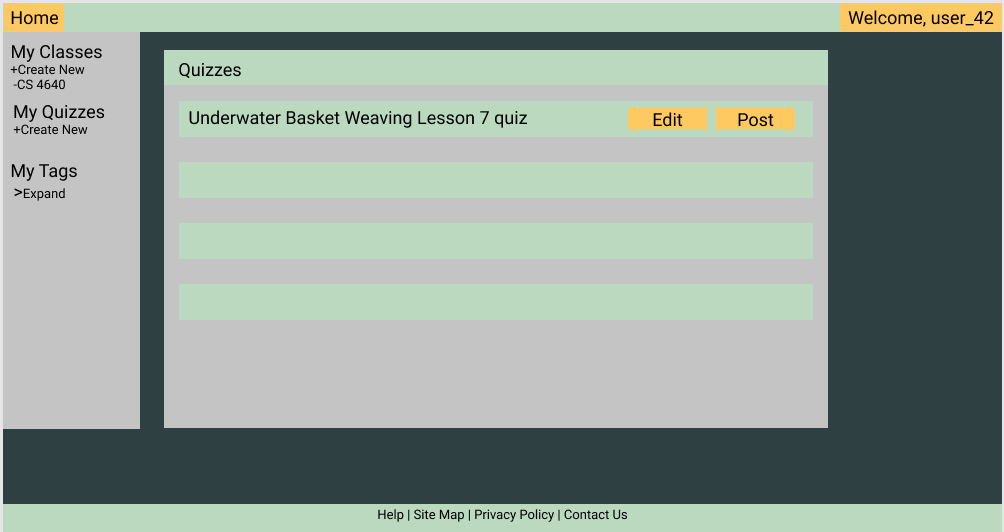 Home
Welcome, user_42
My Classes
+Create New
-CS 4640
My Quizzes
+Create New
My Tags
>Expand
Quizzes
Underwater Basket Weaving Lesson 7 quiz
Edit
Post
Help | Site Map | Privacy Policy | Contact Us